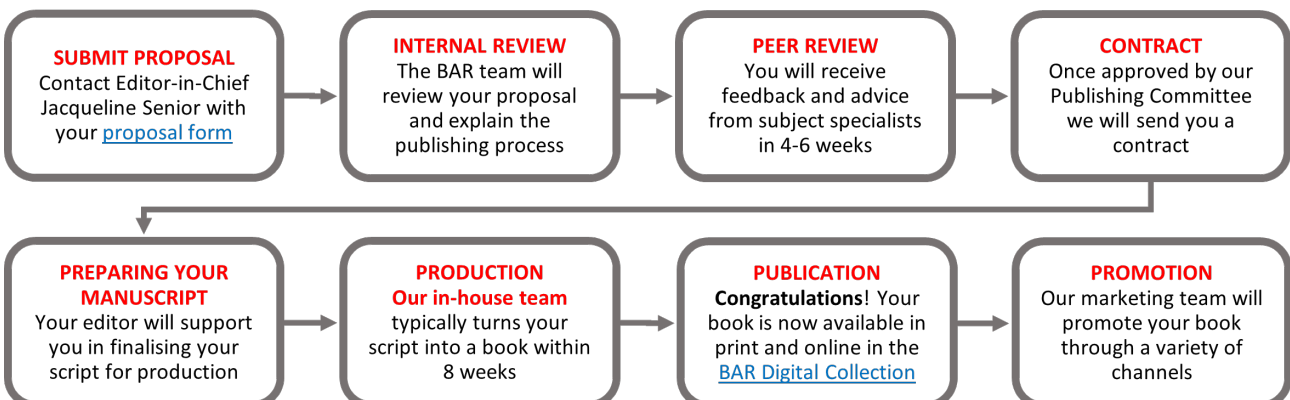 SUBMIT PROPOSAL
Contact Editor-in-Chief
Jacqueline Senior with
your proposal form
INTERNAL REVIEW
The BAR team will
review your proposal
and explain the
publishing process
PEER REVIEW
You will receive
feedback and advice
from subject specialists
in 4-6 weeks
CONTRACT
Once approved by our
Publishing Committee
we will send you a
contract
PREPARING YOUR
MANUSCRIPT
Your editor will support
you in finalising your
script for production
PRODUCTION
Our in-house team
typically turns your
script into a book within
8 weeks
PUBLICATION
Congratulations! Your
book is now available in
print and online in the
BAR Digital Collection
PROMOTION
Our marketing team will
promote your book
through a variety of
channels